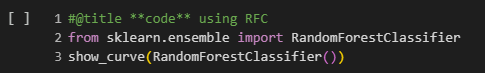 [ ] 1 #@title **code** using RFC
2 from sklearn.ensemble import RandomForestClassifier
3 show_curve(RandomForestClassifier())